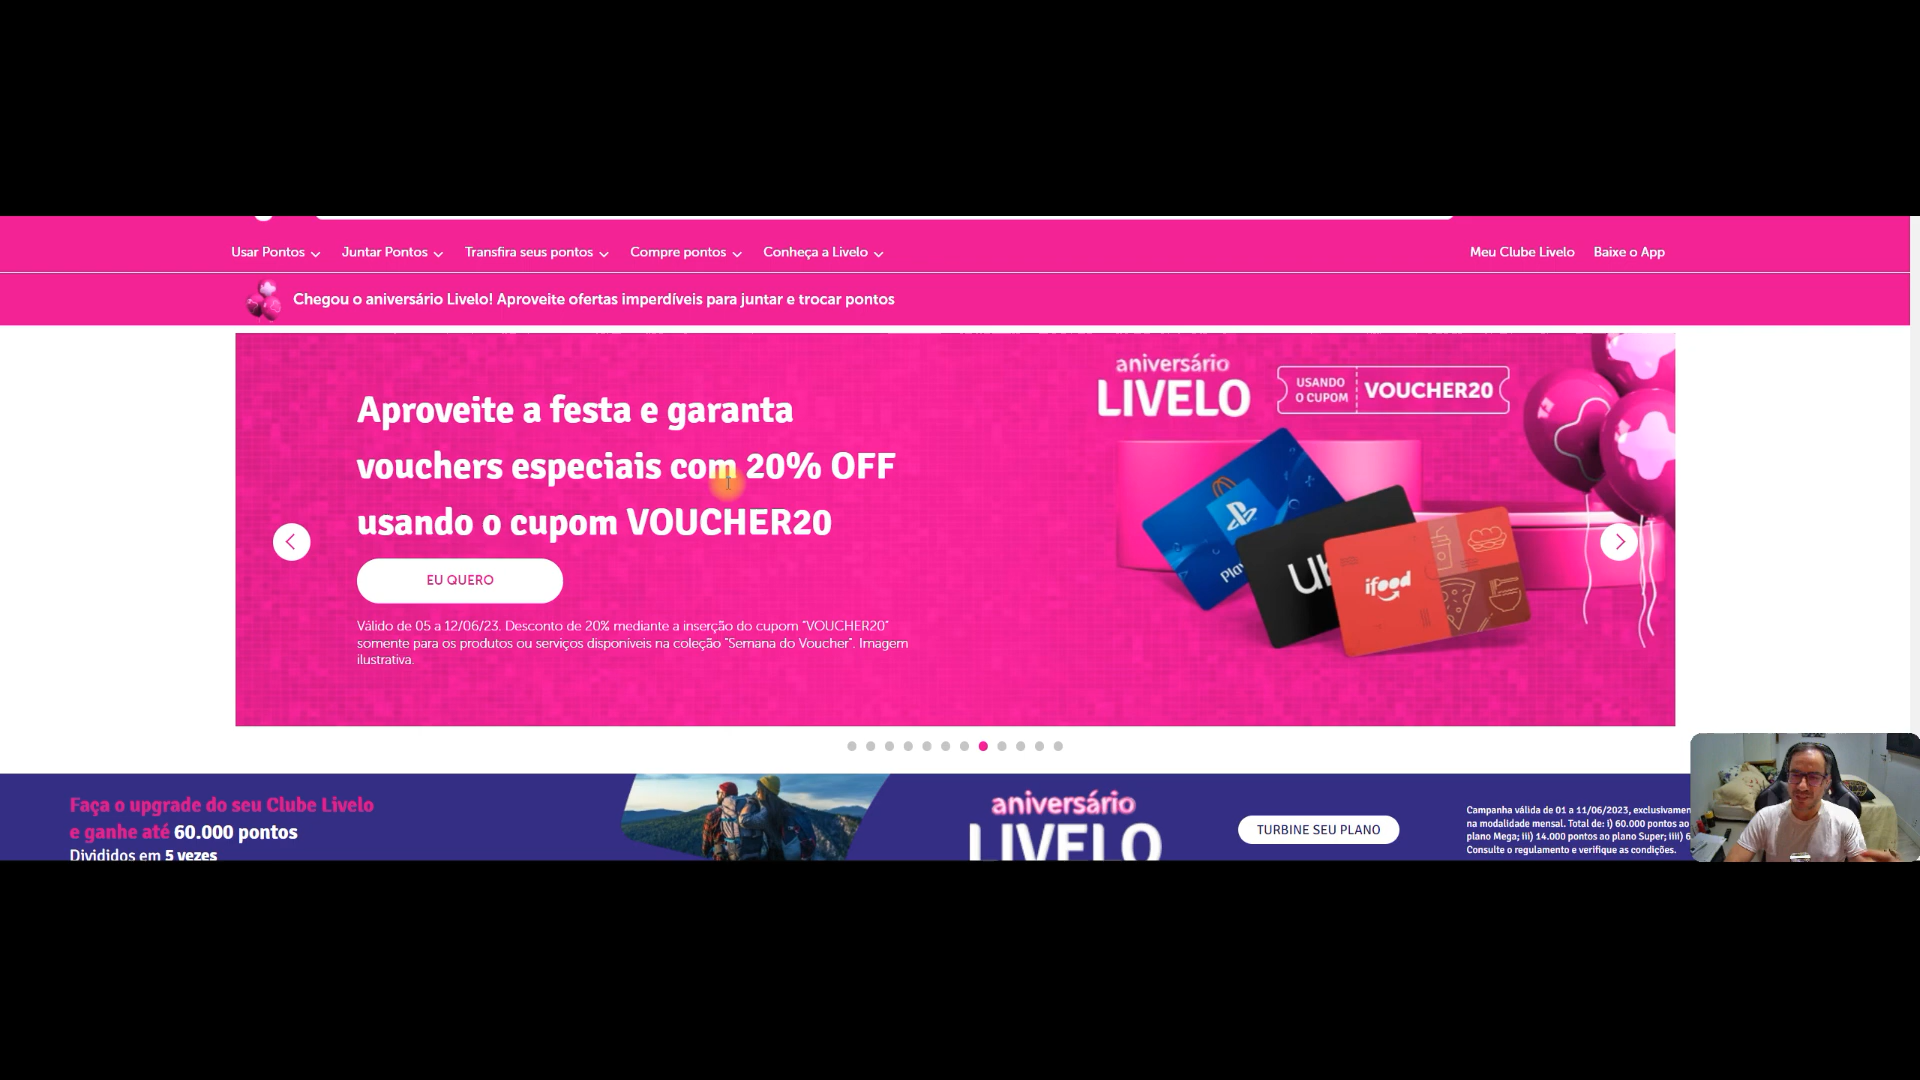 Usar Pontos Juntar Pontos Transfira seus pontos Compre pontos Conheça a Livelo Meu Clube Livelo Baixe o App
Chegou o aniversário Livelo! Aproveite ofertas imperdíveis para juntar e trocar pontos
Aproveite a festa e garanta
vouchers especiais com 20% OFF
usando o cupom VOUCHER20
EU QUERO
Válido de 05 a 12/06/23. Desconto de 20% mediante a inserção do cupom "VOUCHER20"
somente para os produtos ou serviços disponíveis na coleção "Semana do Voucher". Imagem
ilustrativa.
aniversário
LIVELO
USANDO
O CUPOM
VOUCHER20
ifood
Faça o upgrade do seu Clube Livelo
e ganhe até 60.000 pontos
Divididos em 5 vezes
aniversário
LIVELO
TURBINE SEU PLANO
Campanha válida de 01 a 11/06/2023,
na modalidade mensal. Total de: i) 60.000 pontos ao
plano Mega; iii) 14.000 pontos ao plano Super; iiii)
Consulte o regulamento e verifique as condições.